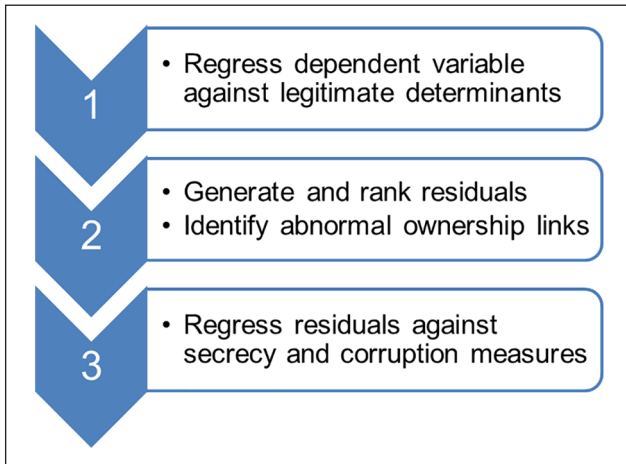 1
• Regress dependent variable
against legitimate determinants
2
• Generate and rank residuals
• Identify abnormal ownership links
3
• Regress residuals against
secrecy and corruption measures